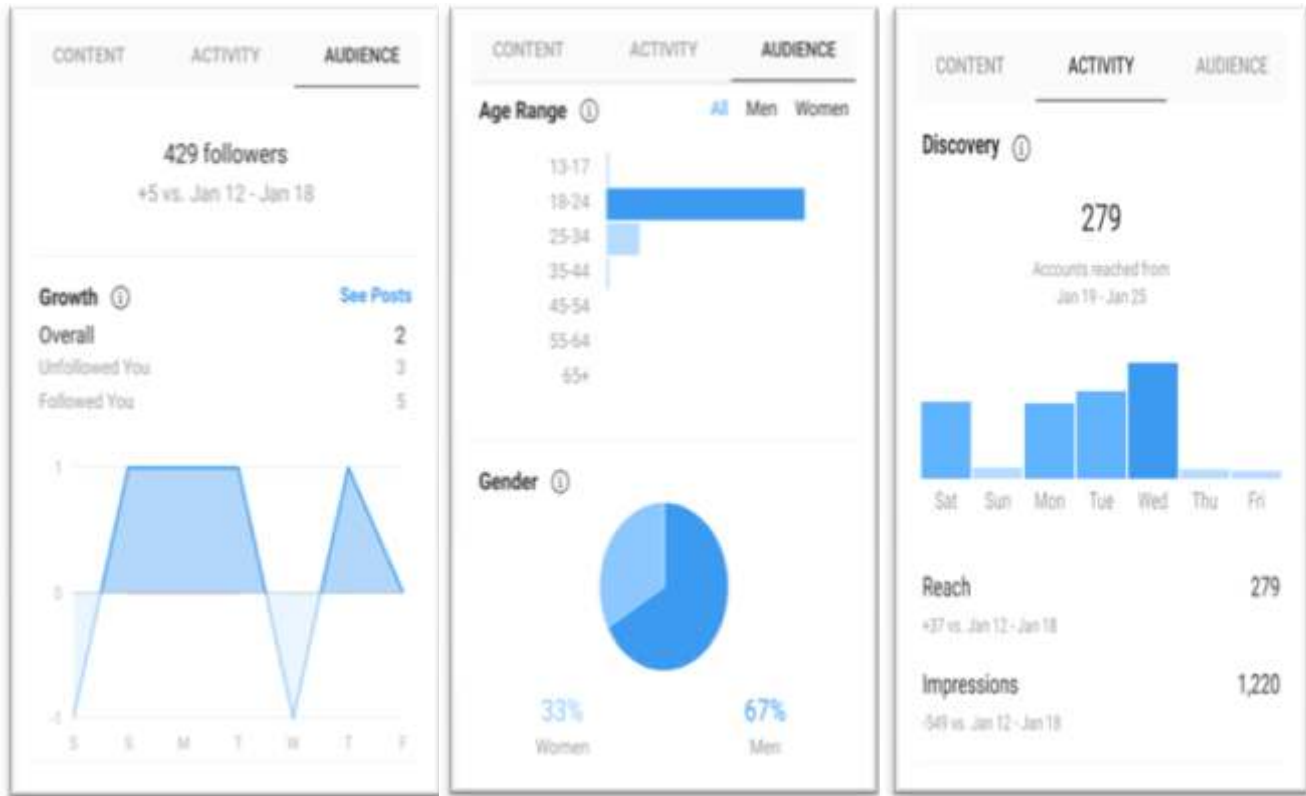 CONTENT ACTIVITY AUDIENCE
429 followers
+5 vs. Jan 12 - Jan 18
Growth See Posts
Overall 2
Unfollowed You 3
Followed You 5
1
0
-1
S S M T W T F
CONTENT ACTIVITY AUDIENCE
Age Range All Men Women
13-17
18-24
25-34
35-44
45-54
55-64
65+
Gender
33% 67%
Women Men
CONTENT ACTIVITY AUDIENCE
Discovery
279
Accounts reached from
Jan 19 - Jan 25
Sat Sun Mon Tue Wed Thu Fri
Reach 279
+37 vs. Jan 12 - Jan 18
Impressions 1,220
-549 vs. Jan 12 - Jan 18